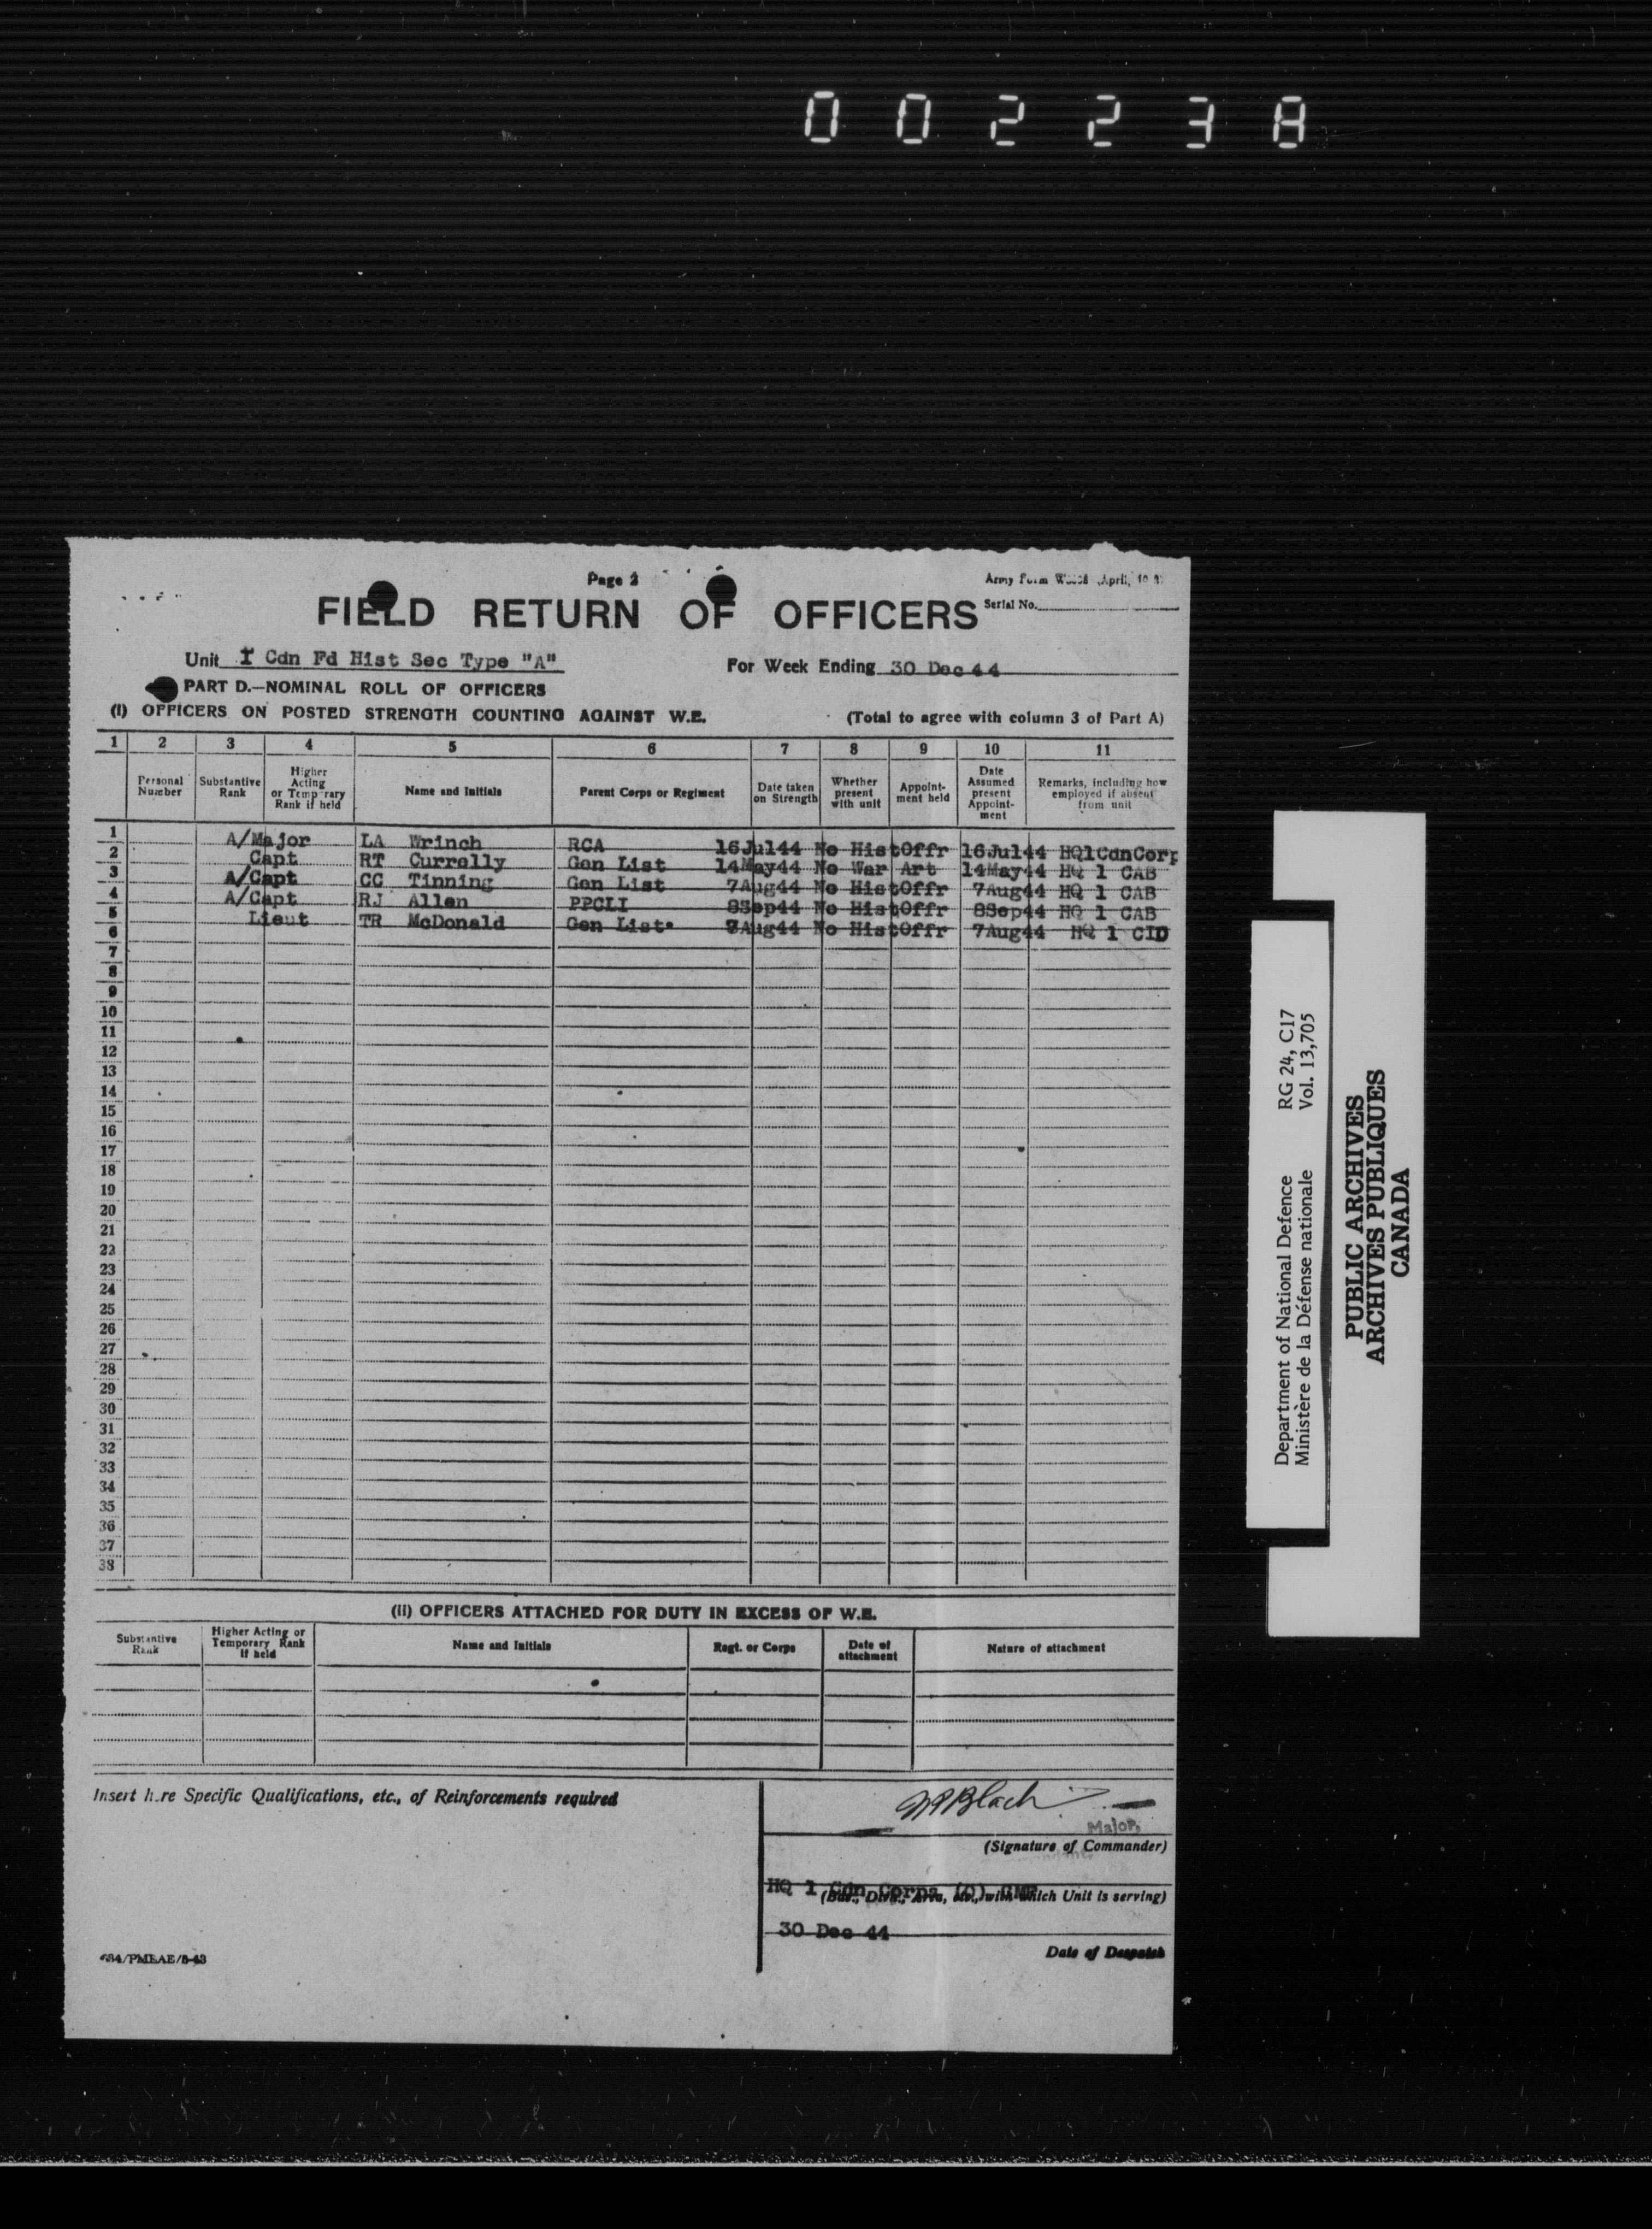 002238
Page 2
Army Form
FIELD RETURN OF OFFICERS
Serial No.
Unit 1 Cdn Fd Hist Sec Type "A"
For Week Ending 30 Dec 44
PART D.—NOMINAL ROLL OF OFFICERS
(I) OFFICERS ON POSTED STRENGTH COUNTING AGAINST W.E. (Total to agree with column 3 of Part A)
1 2 3 4 5 6 7 8 9 10 11
Personal Number Substantive Rank Higher Acting or Temporary Rank if held Name and Initials Parent Corps or Regiment Date taken on Strength Whether present with unit Appoint-ment held Date Assumed present Appoint-ment Remarks, including how employed if absent from unit
1 A/Major LA Wrinch RCA 16Jul44 No HistOffr 16Jul44 HQ1CdnCorp
2 Capt RT Currelly Gen List 14May44 No War Art 14May44 HQ 1 CAB
3 A/Capt CC Tinning Gen List 7Aug44 No HistOffr 7Aug44 HQ 1 CAB
4 A/Capt RJ Allen PPCLI 8Sep44 No HistOffr 8Sep44 HQ 1 CAB
5 Lieut TR McDonald Gen List. Aug44 No HistOffr 7Aug44 HQ 1 CID
6
7
8
9
10
11
12
13
14
15
16
17
18
19
20
21
22
23
24
25
26
27
28
29
30
31
32
33
34
35
36
37
38
(ii) OFFICERS ATTACHED FOR DUTY IN EXCESS OF W.E.
Substantive Rank Higher Acting or Temporary Rank if held Name and Initials Regt. or Corps Date of attachment Nature of attachment
Insert here Specific Qualifications, etc., of Reinforcements required
Black
Major,
(Signature of Commander)
HQ 1 Cdn Corps
(Bde., Div., Area, etc., with which Unit is serving)
30 Dec 44
Date of Despatch
Department of National Defence RG 24, C17
Ministère de la Défense nationale Vol. 13,705
PUBLIC ARCHIVES
ARCHIVES PUBLIQUES
CANADA